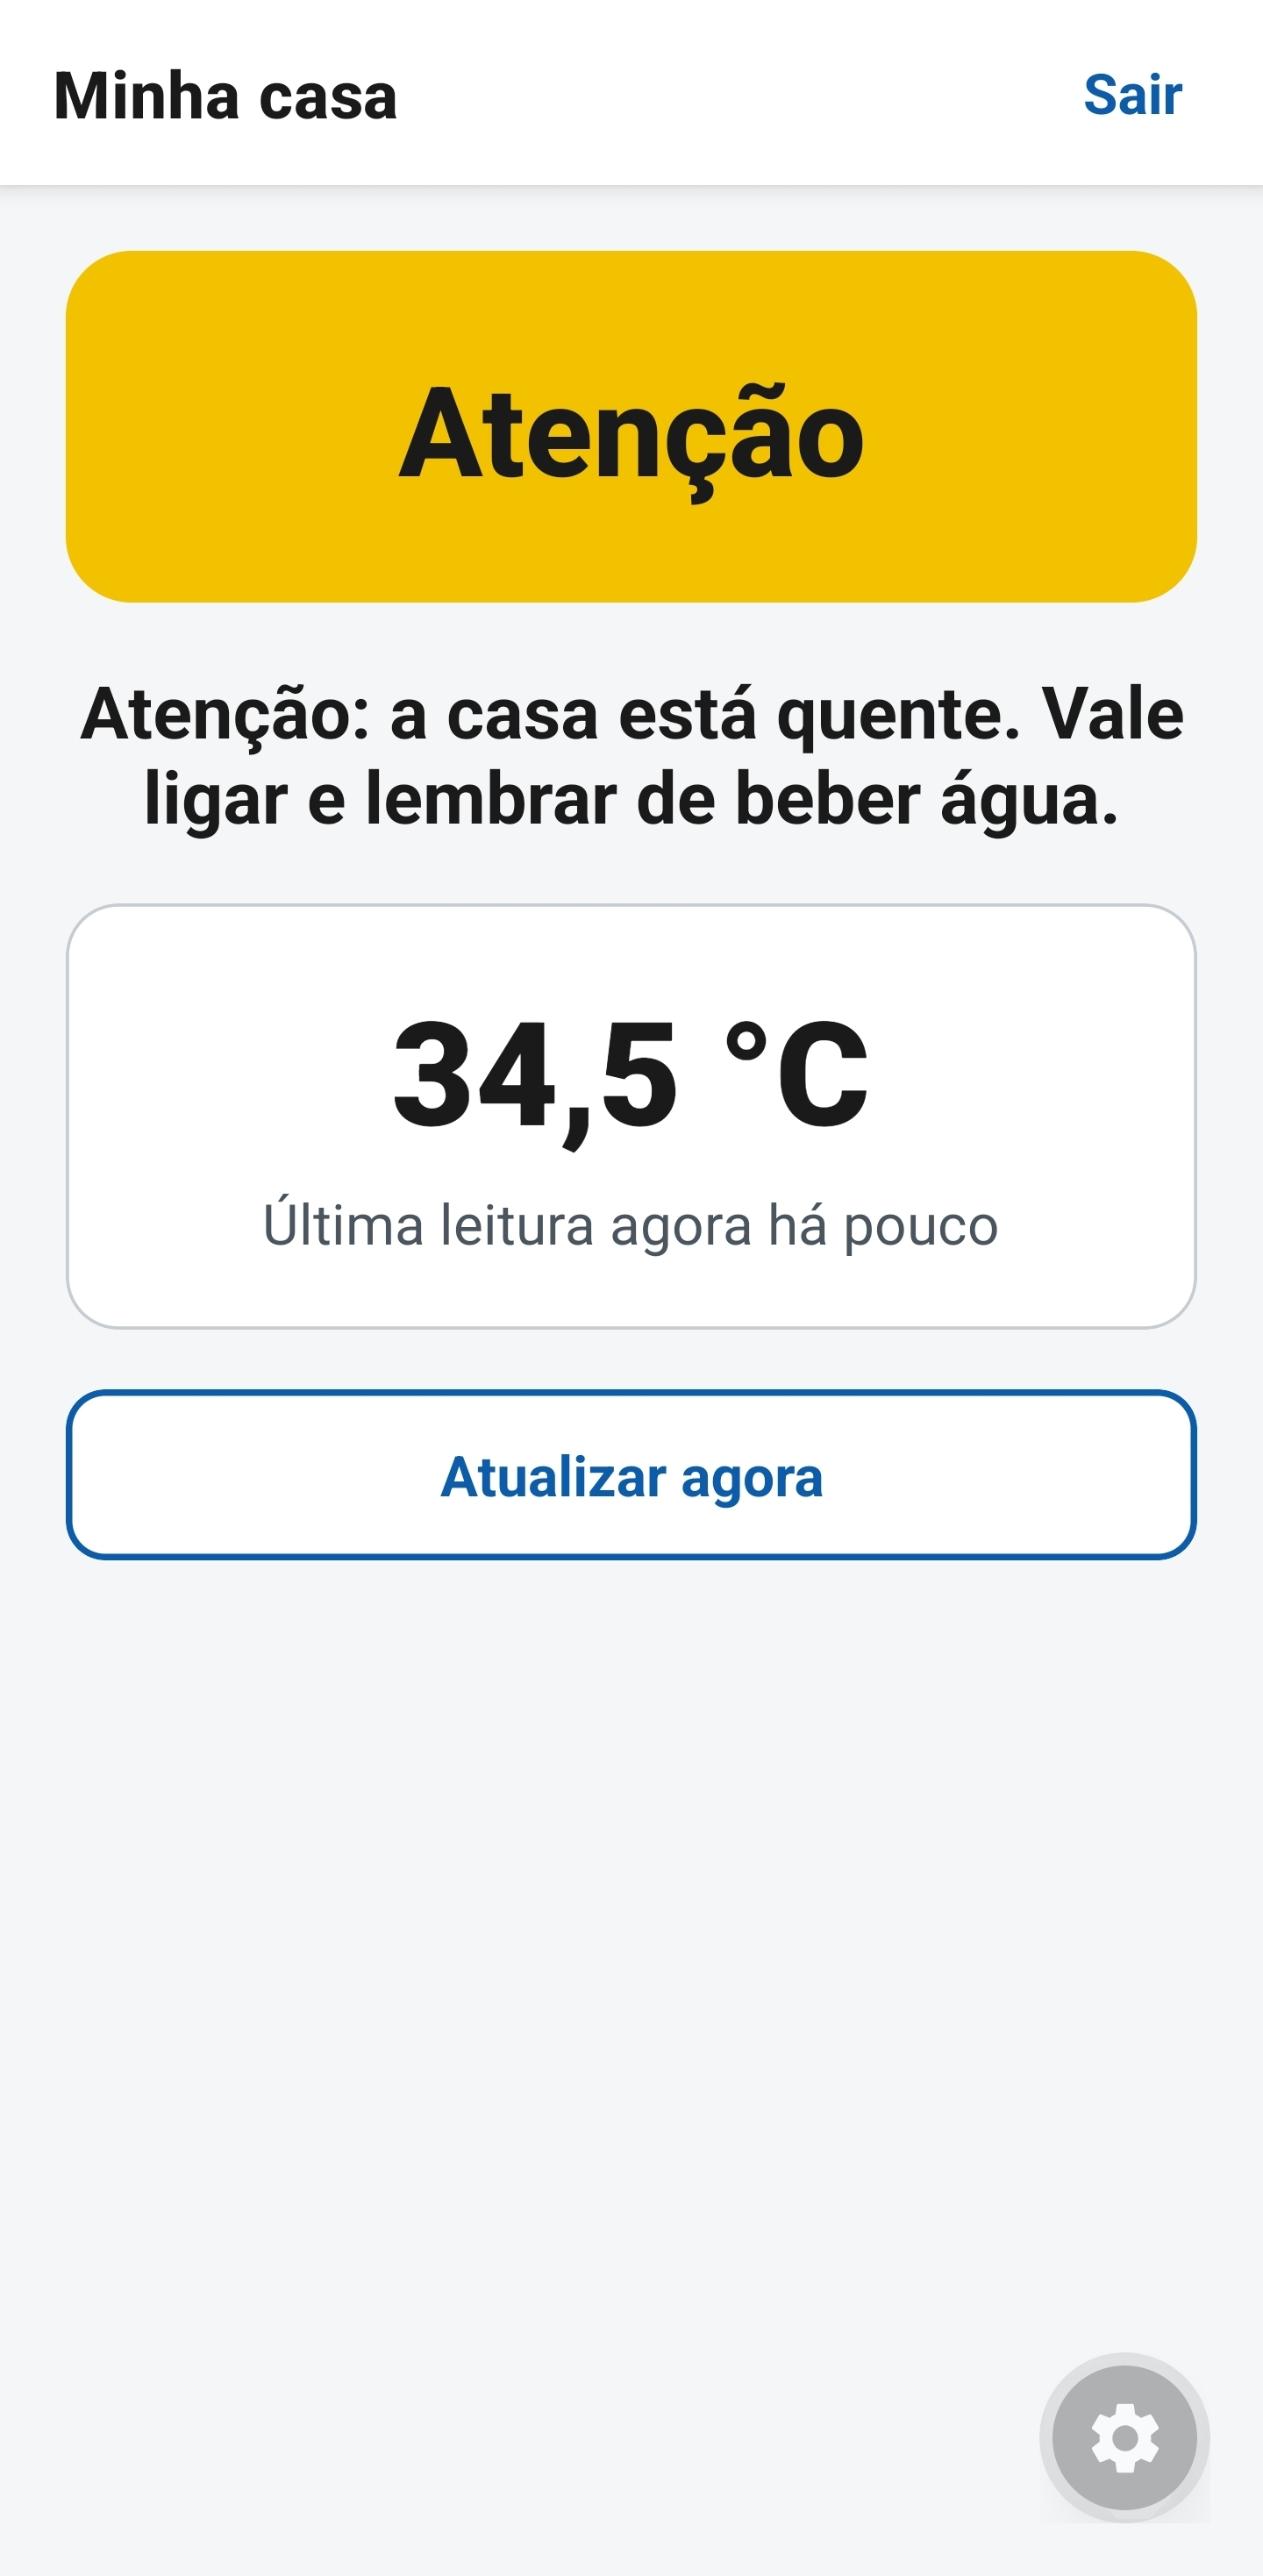 Minha casa
Sair
Atenção
Atenção: a casa está quente. Vale
ligar e lembrar de beber água.
34,5 °C
Última leitura agora há pouco
Atualizar agora